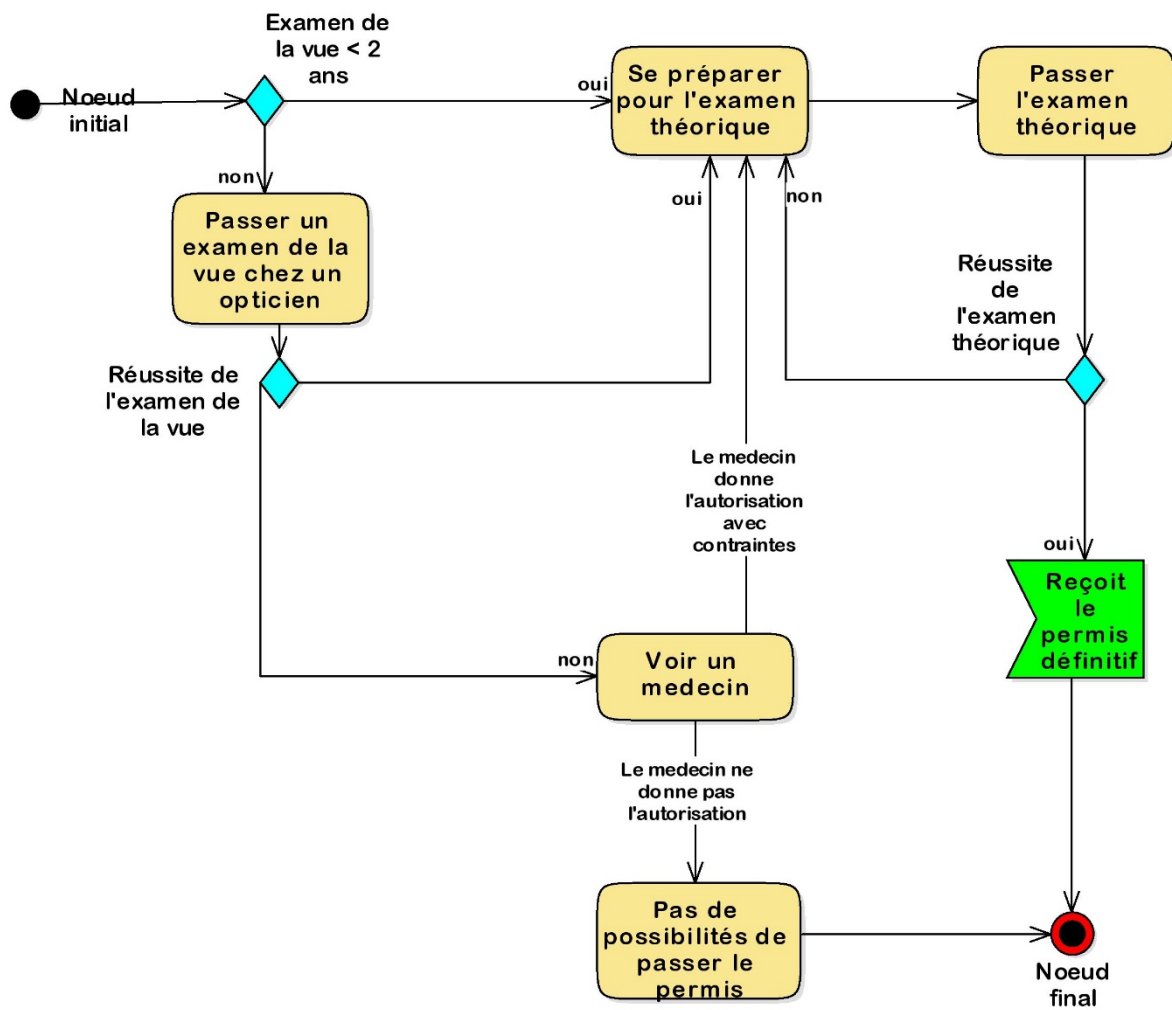 Examen de
la vue < 2
ans
Noeud
initial
oui
Se préparer
pour l'examen
théorique
Passer
l'examen
théorique
non
Passer un
examen de la
vue chez un
opticien
oui
non
Réussite
de
l'examen
théorique
Réussite de
l'examen de
la vue
Le medecin
donne
l'autorisation
avec
contraintes
oui
Reçoit
le
permis
définitif
non
Voir un
medecin
Le medecin ne
donne pas
l'autorisation
Pas de
possibilités de
passer le
permis
Noeud
final